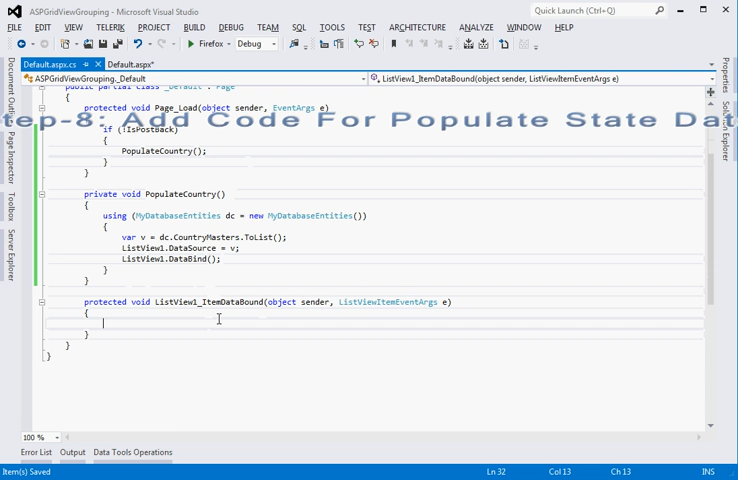 ASPGridViewGrouping - Microsoft Visual Studio
Quick Launch (Ctrl+Q)
FILE EDIT VIEW TELERIK PROJECT BUILD DEBUG TEAM SQL TOOLS TEST ARCHITECTURE ANALYZE WINDOW HELP
Firefox Debug
Default.aspx.cs Default.aspx*
ASPGridViewGrouping._Default ListView1_ItemDataBound(object sender, ListViewItemEventArgs e)
Document Outline
Page Inspector
Toolbox
Server Explorer
Properties
Solution Explorer
public partial class _Default : Page
{
protected void Page_Load(object sender, EventArgs e)
tep-8: Add Code For Populate State Dat
if (!IsPostBack)
{
PopulateCountry();
}
}
private void PopulateCountry()
{
using (MyDatabaseEntities dc = new MyDatabaseEntities())
{
var v = dc.CountryMasters.ToList();
ListView1.DataSource = v;
ListView1.DataBind();
}
}
protected void ListView1_ItemDataBound(object sender, ListViewItemEventArgs e)
{
}
}
}
100 %
Error List Output Data Tools Operations
Item(s) Saved Ln 32 Col 13 Ch 13 INS